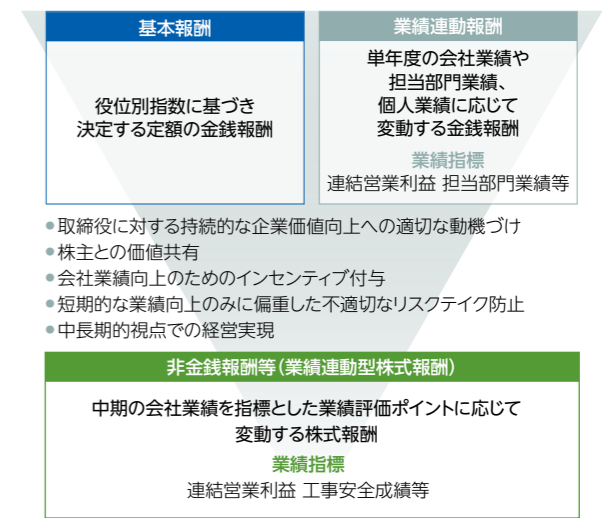 基本報酬
役位別指数に基づき
決定する定額の金銭報酬
業績連動報酬
単年度の会社業績や
担当部門業績、
個人業績に応じて
変動する金銭報酬
業績指標
連結営業利益 担当部門業績等
●取締役に対する持続的な企業価値向上への適切な動機づけ
●株主との価値共有
●会社業績向上のためのインセンティブ付与
●短期的な業績向上のみに偏重した不適切なリスクテイク防止
●中長期的視点での経営実現
非金銭報酬等（業績連動型株式報酬）
中期の会社業績を指標とした業績評価ポイントに応じて
変動する株式報酬
業績指標
連結営業利益 工事安全成績等